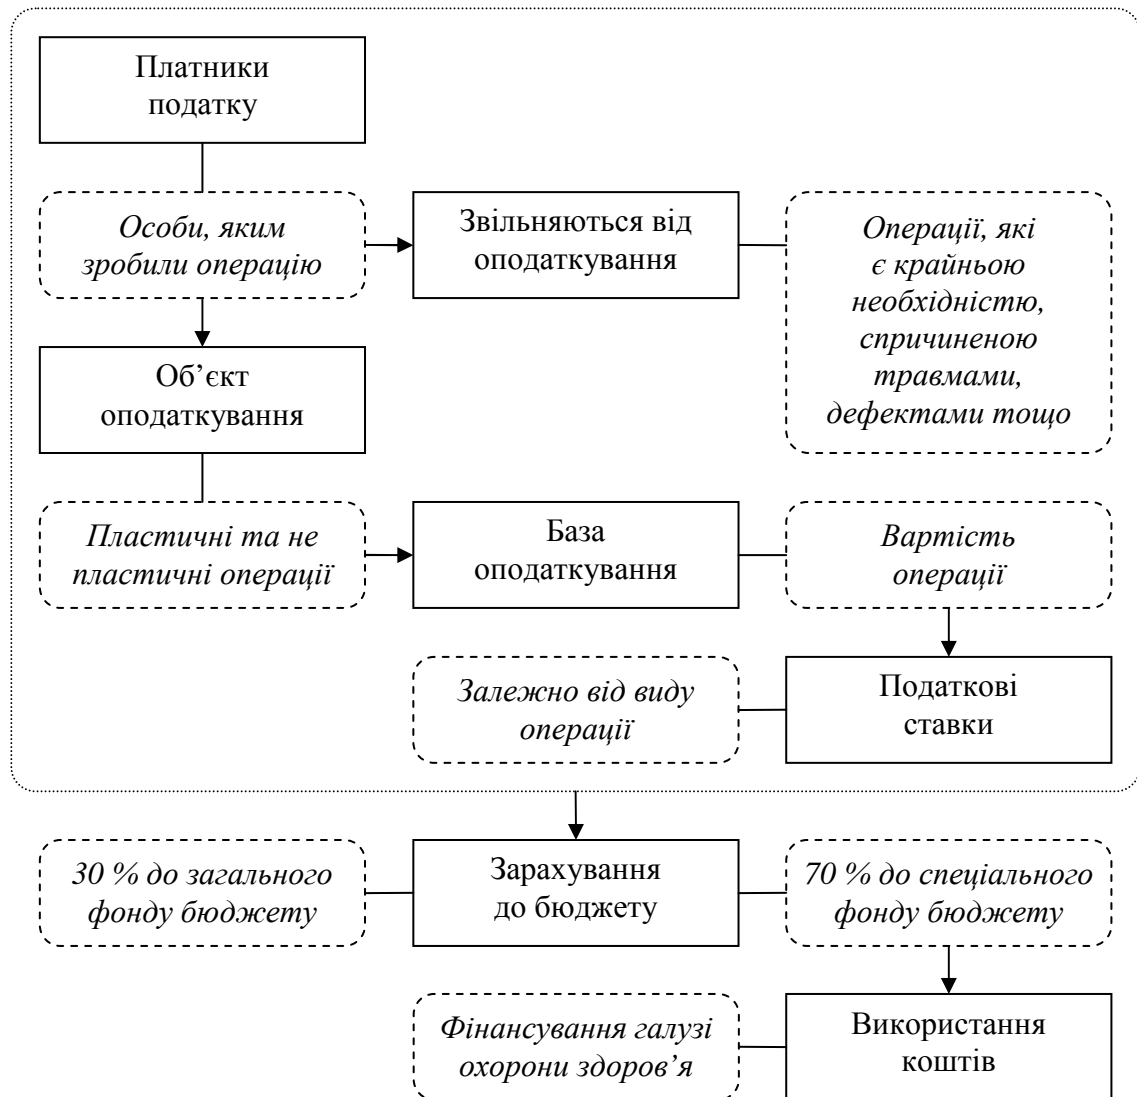 Платники
податку
Особи, яким
зробили операцію
Звільняються від
оподаткування
Операції, які
є крайньою
необхідністю,
спричиненою
травмами,
дефектами тощо
Об’єкт
оподаткування
Пластичні та не
пластичні операції
База
оподаткування
Вартість
операції
Залежно від виду
операції
Податкові
ставки
30 % до загального
фонду бюджету
Зарахування
до бюджету
70 % до спеціального
фонду бюджету
Фінансування галузі
охорони здоров’я
Використання
коштів